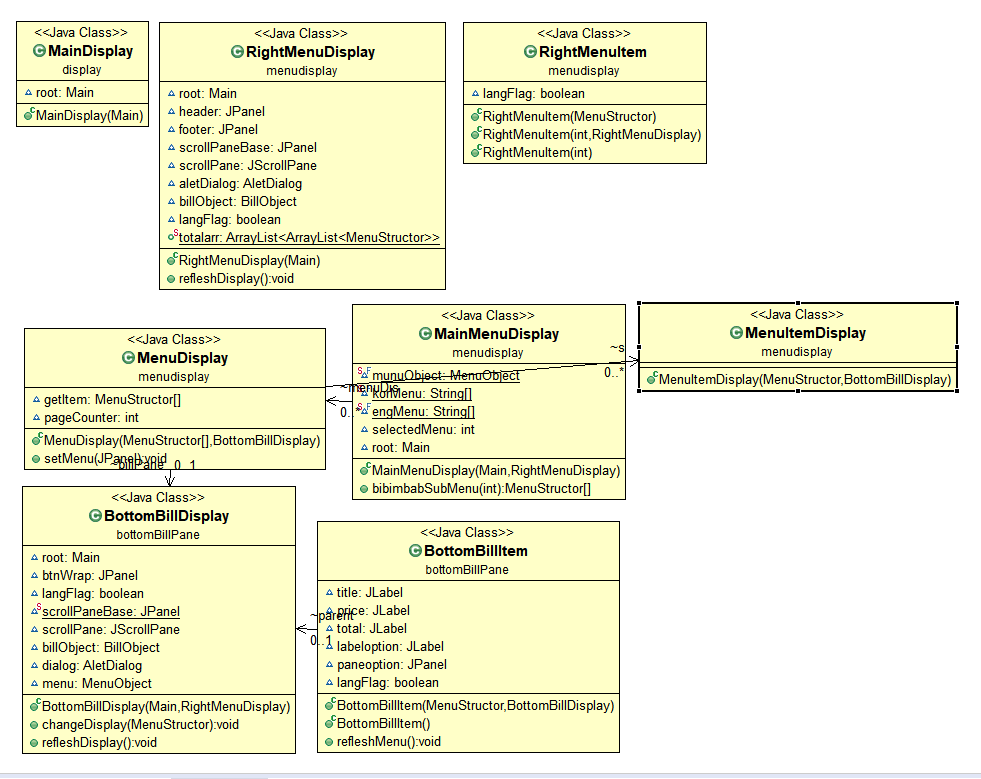 <<Java Class>>
MainDisplay
display
root: Main
MainDisplay(Main)
<<Java Class>>
RightMenuDisplay
menudisplay
root: Main
header: JPanel
footer: JPanel
scrollPaneBase: JPanel
scrollPane: JScrollPane
aletDialog: AletDialog
billObject: BillObject
langFlag: boolean
totalarr: ArrayList<ArrayList<MenuStructor>>
RightMenuDisplay(Main)
refleshDisplay():void
<<Java Class>>
RightMenuItem
menudisplay
langFlag: boolean
RightMenuItem(MenuStructor)
RightMenuItem(int,RightMenuDisplay)
RightMenuItem(int)
<<Java Class>>
MenuDisplay
menudisplay
getItem: MenuStructor[]
pageCounter: int
MenuDisplay(MenuStructor[],BottomBillDisplay)
setMenu(JPanel):void
~billPane 0..1
<<Java Class>>
MainMenuDisplay
menudisplay
munuObject: MenuObject
korMenu: String[]
engMenu: String[]
selectedMenu: int
root: Main
MainMenuDisplay(Main,RightMenuDisplay)
bibimbabSubMenu(int):MenuStructor[]
~menuDis
0..*
~s
0..*
<<Java Class>>
MenuItemDisplay
menudisplay
MenuItemDisplay(MenuStructor,BottomBillDisplay)
<<Java Class>>
BottomBillDisplay
bottomBillPane
root: Main
btnWrap: JPanel
langFlag: boolean
scrollPaneBase: JPanel
scrollPane: JScrollPane
billObject: BillObject
dialog: AletDialog
menu: MenuObject
BottomBillDisplay(Main,RightMenuDisplay)
changeDisplay(MenuStructor):void
refleshDisplay():void
~parent
0..1
<<Java Class>>
BottomBillItem
bottomBillPane
title: JLabel
price: JLabel
total: JLabel
labeloption: JLabel
paneoption: JPanel
langFlag: boolean
BottomBillItem(MenuStructor,BottomBillDisplay)
BottomBillItem()
refleshMenu():void